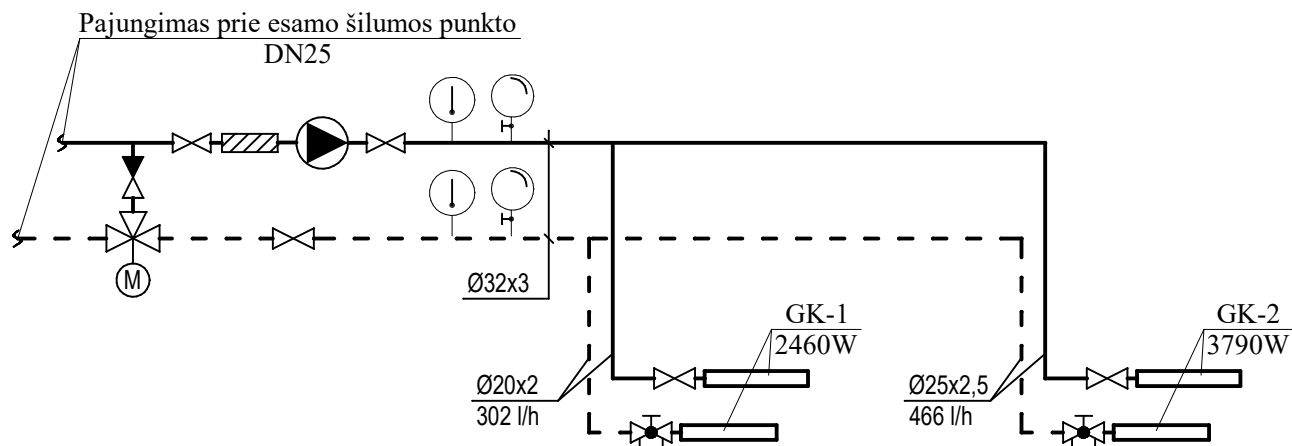 Pajungimas prie esamo šilumos punkto
DN25
M
Ø32x3
GK-1
2460W
GK-2
3790W
Ø20x2
302 l/h
Ø25x2,5
466 l/h